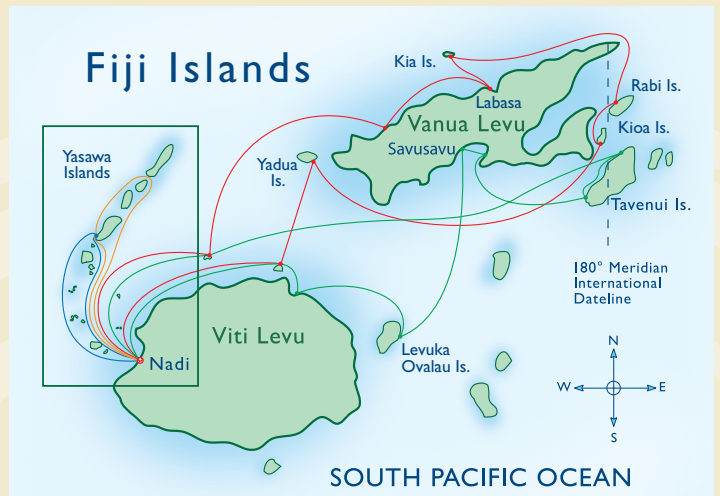 Fiji Islands
Kia Is.
Rabi Is.
Labasa
Vanua Levu
Kioa Is.
Yasawa
Islands
Savusavu
Yadua
Is.
Tavenui Is.
180° Meridian
International
Dateline
Viti Levu
Levuka
Ovalau Is.
Nadi
N
W
E
S
SOUTH PACIFIC OCEAN